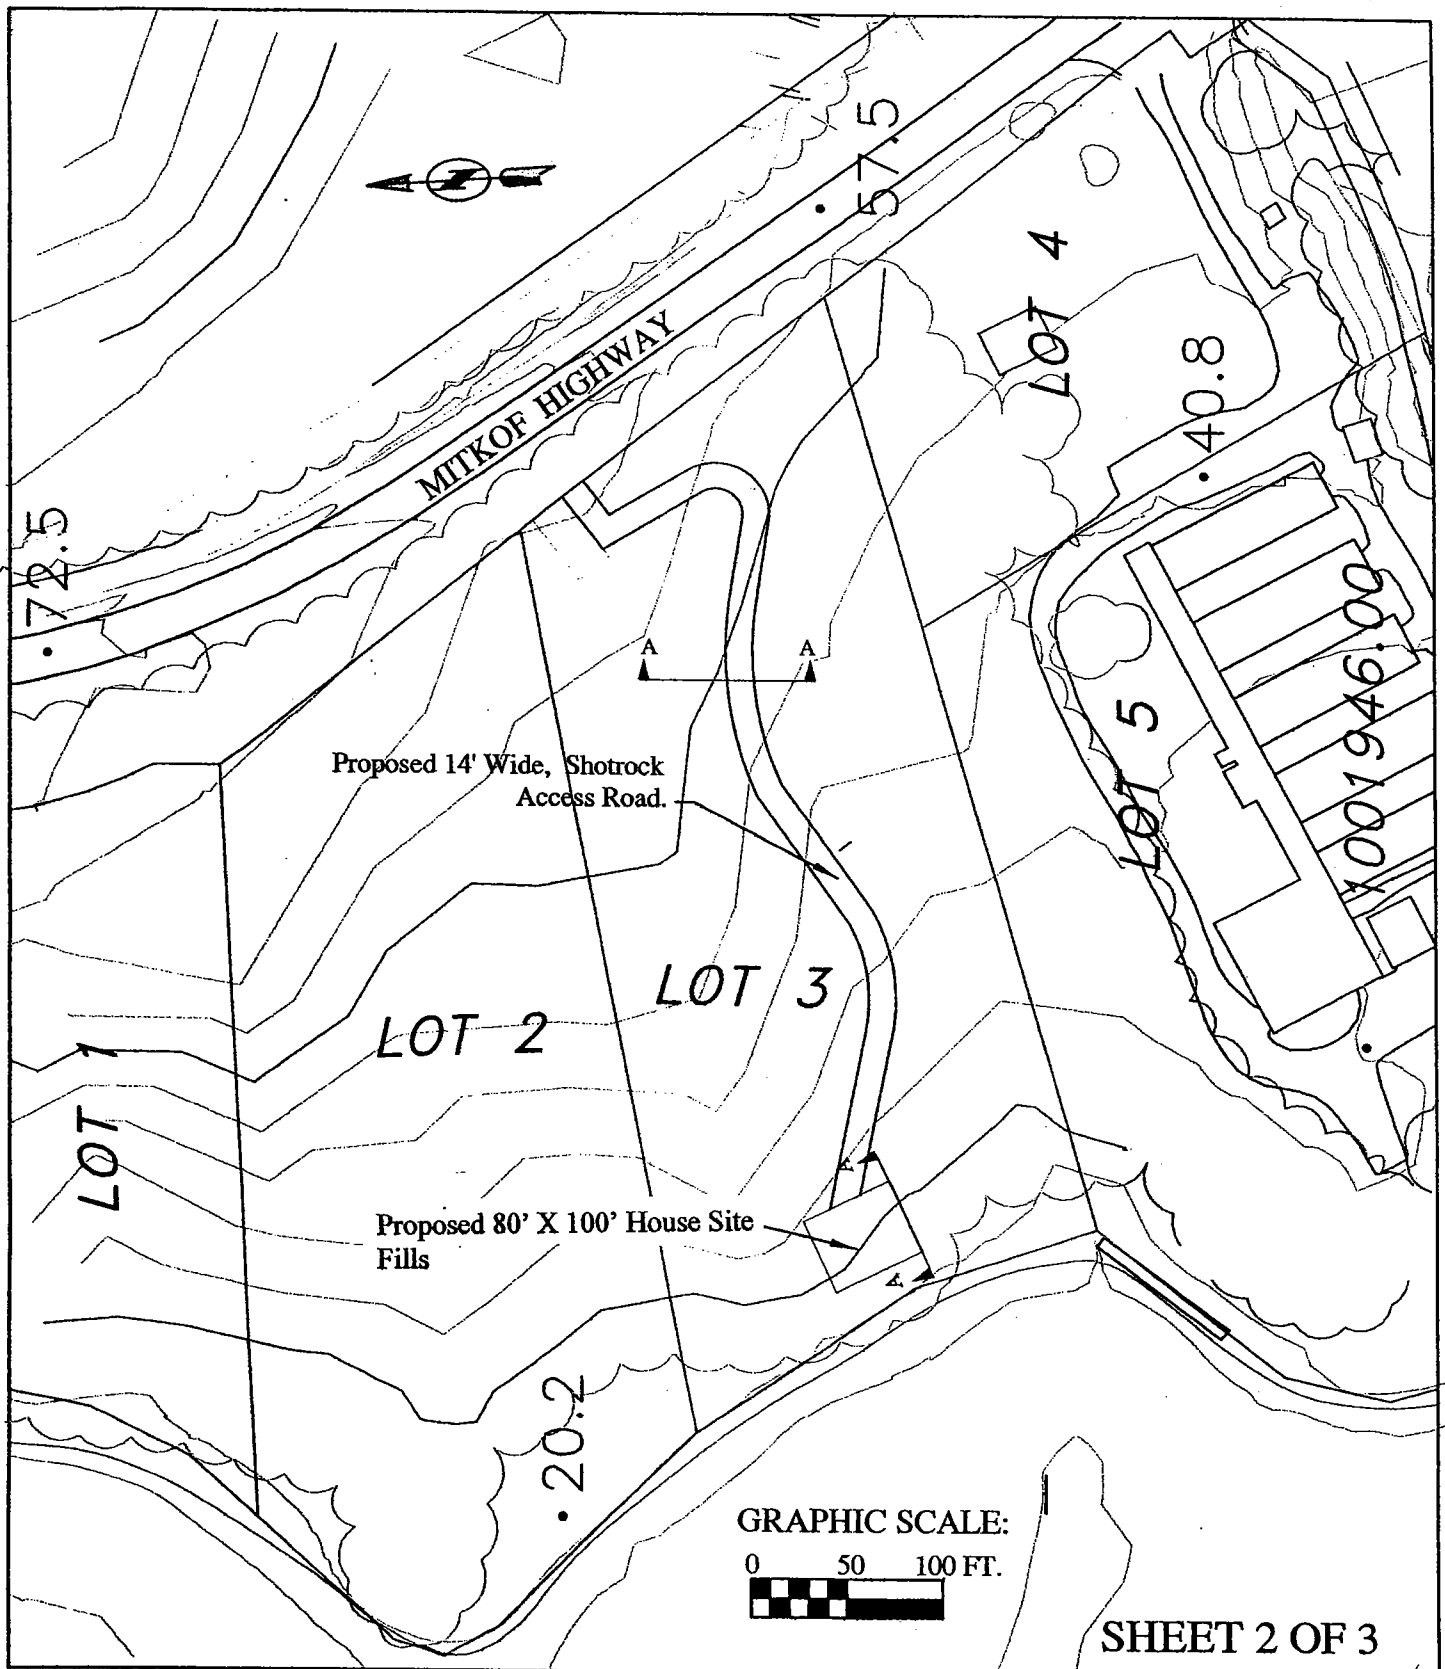 57.5
LOT 4
MITKOF HIGHWAY
40.8
72.5
A A
1001946.00
LOT 5
Proposed 14' Wide, Shotrock
Access Road.
LOT 3
LOT 2
LOT 1
A
Proposed 80' X 100' House Site
Fills
A
20.2
GRAPHIC SCALE:
0 50 100 FT.
SHEET 2 OF 3